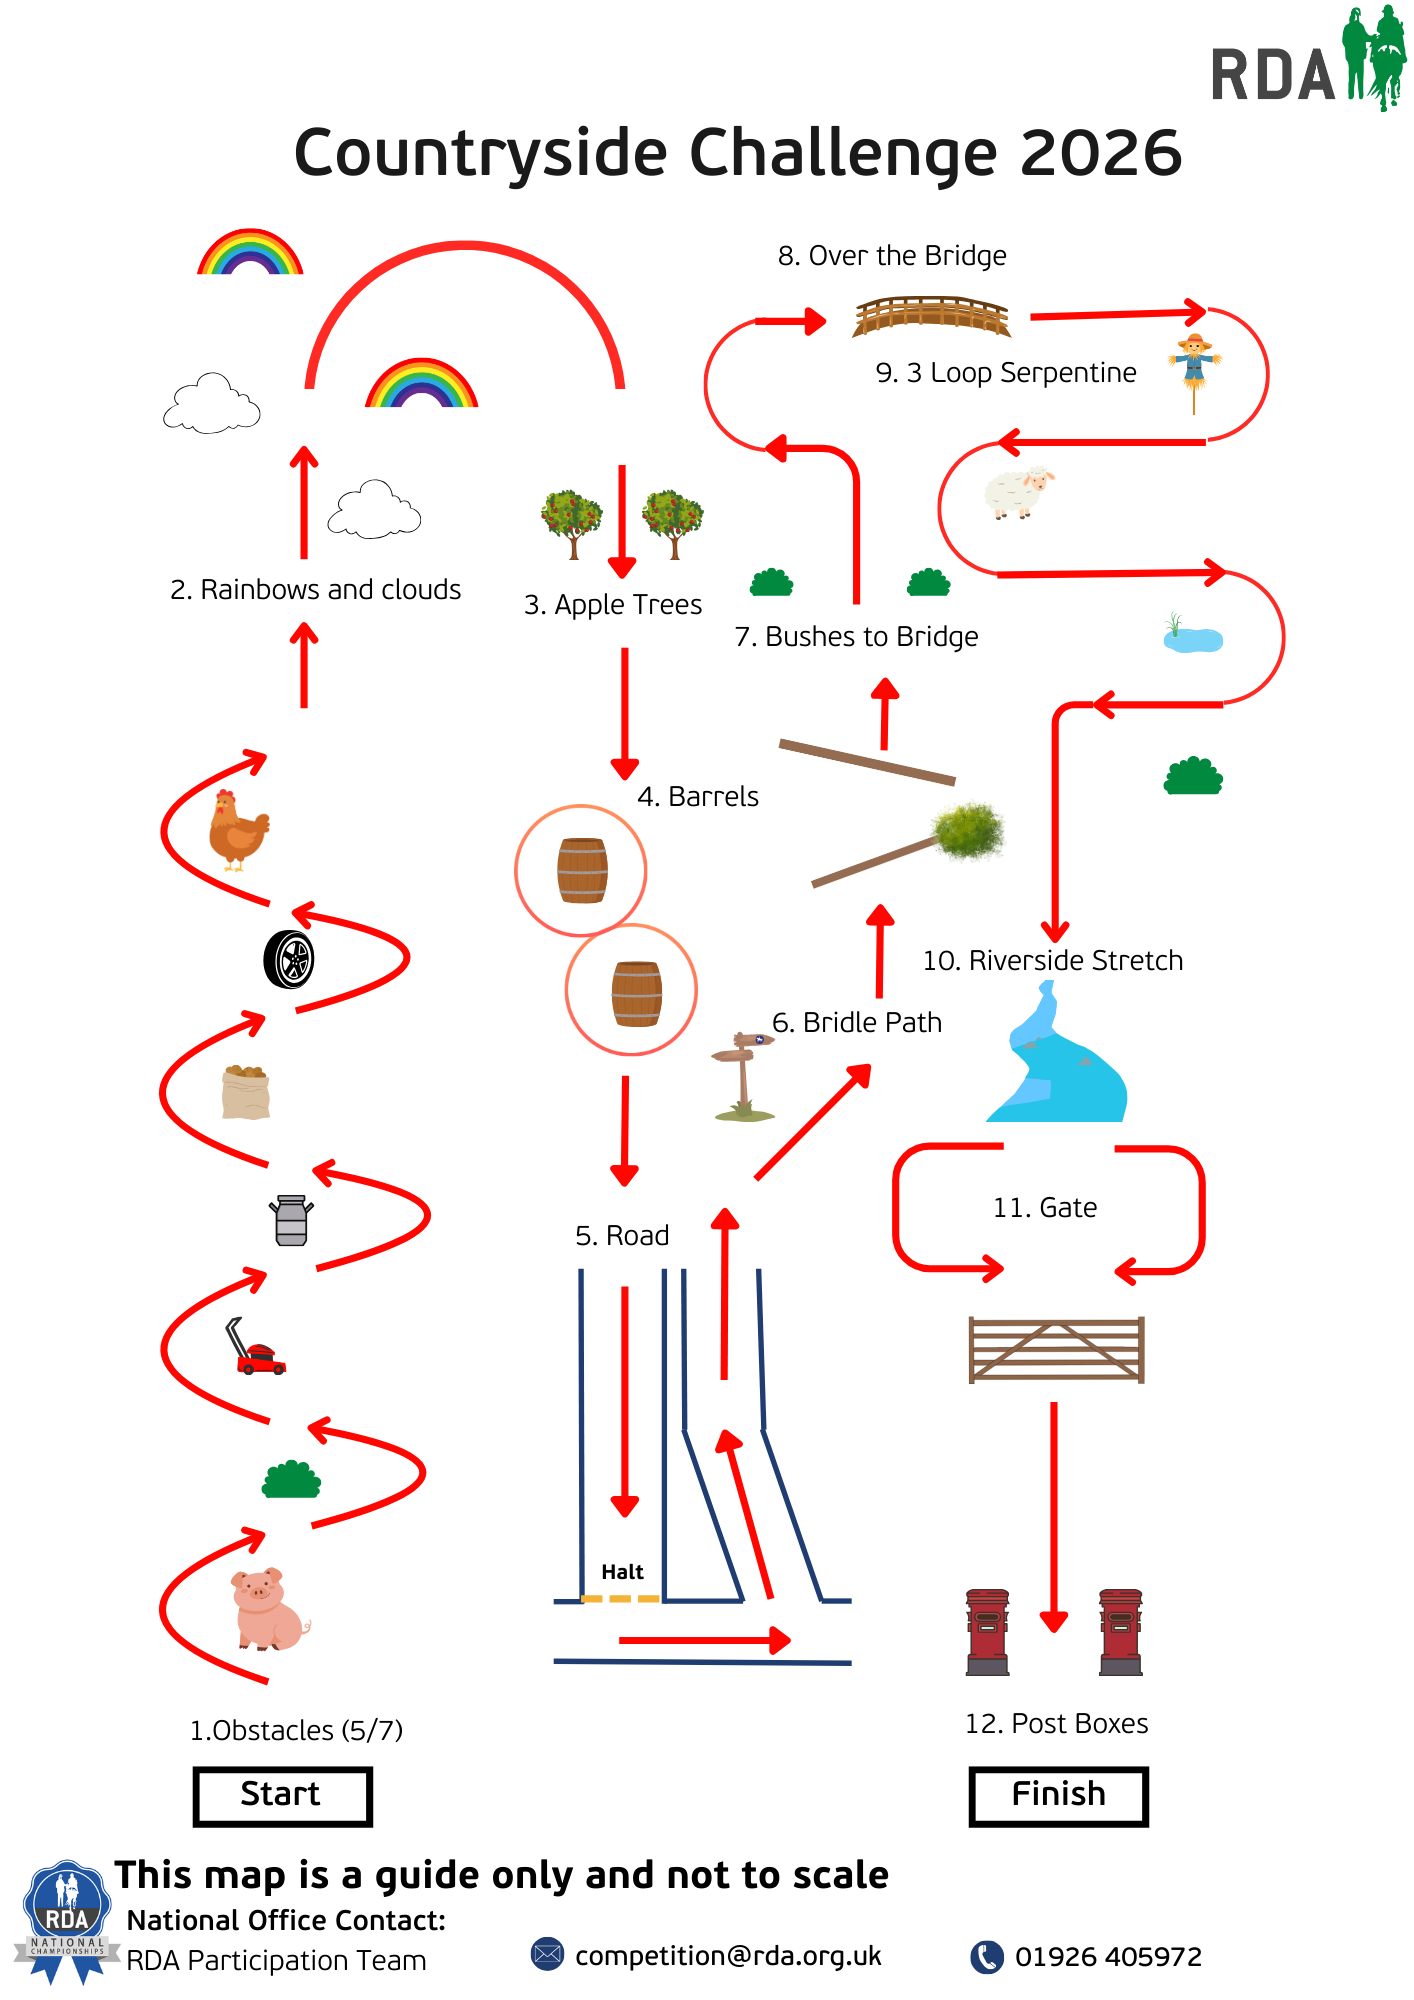 RDA
Countryside Challenge 2026
8. Over the Bridge
9. 3 Loop Serpentine
2. Rainbows and clouds
3. Apple Trees
7. Bushes to Bridge
4. Barrels
10. Riverside Stretch
6. Bridle Path
11. Gate
5. Road
Halt
1.Obstacles (5/7)
12. Post Boxes
Start
Finish
This map is a guide only and not to scale
National Office Contact:
RDA Participation Team
competition@rda.org.uk
01926 405972
RDA
NATIONAL
CHAMPIONSHIPS